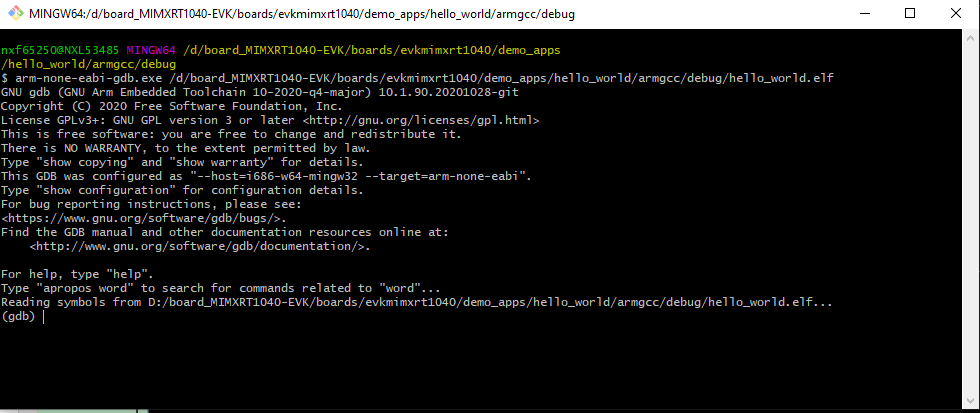 MINGW64:/d/board_MIMXRT1040-EVK/boards/evkmimxrt1040/demo_apps/hello_world/armgcc/debug
nxf65250@NXL53485 MINGW64 /d/board_MIMXRT1040-EVK/boards/evkmimxrt1040/demo_apps
/hello_world/armgcc/debug
$ arm-none-eabi-gdb.exe /d/board_MIMXRT1040-EVK/boards/evkmimxrt1040/demo_apps/hello_world/armgcc/debug/hello_world.elf
GNU gdb (GNU Arm Embedded Toolchain 10-2020-q4-major) 10.1.90.20201028-git
Copyright (C) 2020 Free Software Foundation, Inc.
License GPLv3+: GNU GPL version 3 or later <http://gnu.org/licenses/gpl.html>
This is free software: you are free to change and redistribute it.
There is NO WARRANTY, to the extent permitted by law.
Type "show copying" and "show warranty" for details.
This GDB was configured as "--host=i686-w64-mingw32 --target=arm-none-eabi".
Type "show configuration" for configuration details.
For bug reporting instructions, please see:
<https://www.gnu.org/software/gdb/bugs/>.
Find the GDB manual and other documentation resources online at:
    <http://www.gnu.org/software/gdb/documentation/>.
For help, type "help".
Type "apropos word" to search for commands related to "word"...
Reading symbols from D:/board_MIMXRT1040-EVK/boards/evkmimxrt1040/demo_apps/hello_world/armgcc/debug/hello_world.elf...
(gdb)